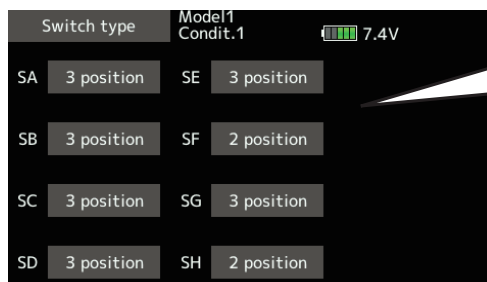 Switch type
Model1
Condit.1
7.4V
SA 3 position SE 3 position
SB 3 position SF 2 position
SC 3 position SG 3 position
SD 3 position SH 2 position